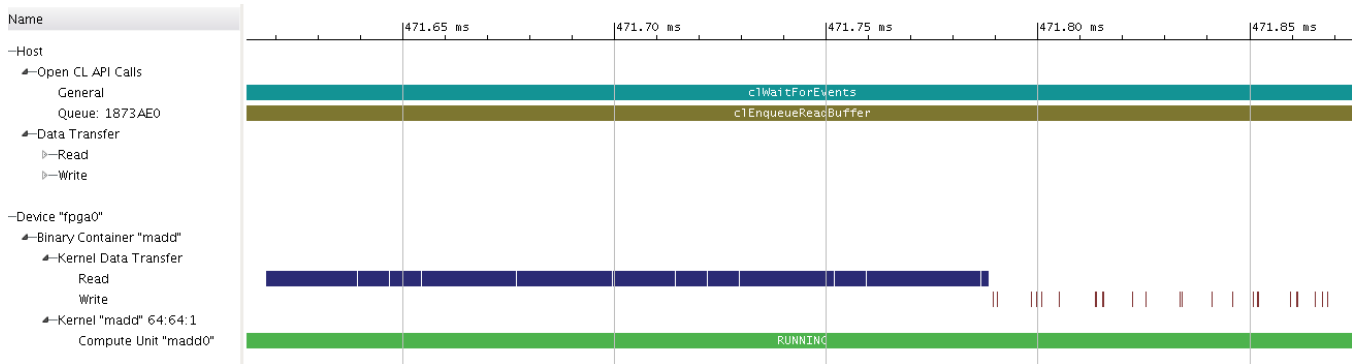 Name
471.65 ms 471.70 ms 471.75 ms 471.80 ms 471.85 ms
Host
Open CL API Calls
General clWaitForEvents
Queue: 1873AE0 clEnqueueReadBuffer
Data Transfer
Read
Write
Device "fpga0"
Binary Container "madd"
Kernel Data Transfer
Read
Write
Kernel "madd" 64:64:1
Compute Unit "madd0" RUNNING